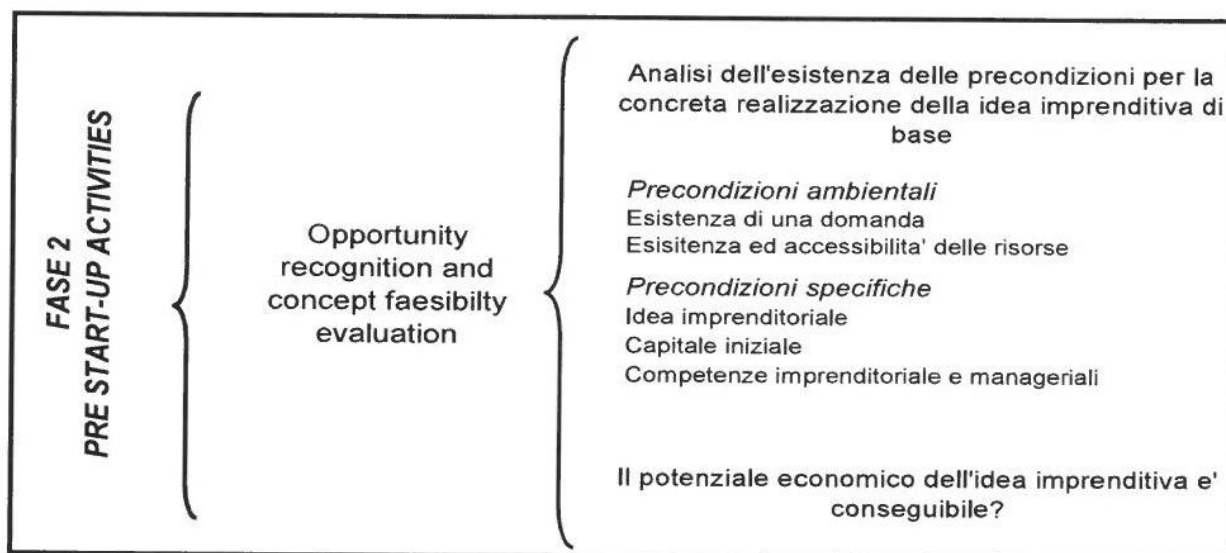 FASE 2
PRE START-UP ACTIVITIES
Opportunity
recognition and
concept faesibilty
evaluation
Analisi dell'esistenza delle precondizioni per la
concreta realizzazione della idea imprenditiva di
base
Precondizioni ambientali
Esistenza di una domanda
Esisitenza ed accessibilita' delle risorse
Precondizioni specifiche
Idea imprenditoriale
Capitale iniziale
Competenze imprenditoriale e manageriali
Il potenziale economico dell'idea imprenditiva e'
conseguibile?